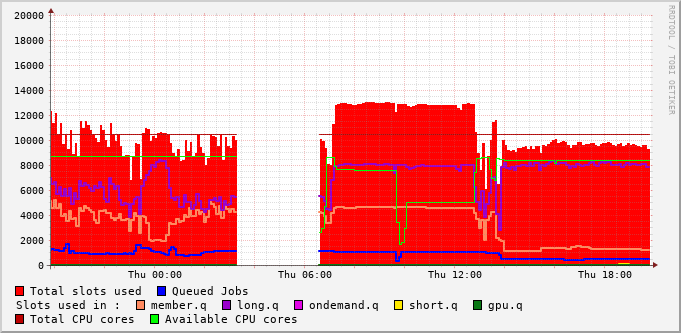 20000
18000
16000
14000
12000
10000
8000
6000
4000
2000
0
Thu 00:00 Thu 06:00 Thu 12:00 Thu 18:00
RRDTOOL / TOBI OETIKER
Total slots used Queued Jobs
Slots used in : member.q long.q ondemand.q short.q gpu.q
Total CPU cores Available CPU cores